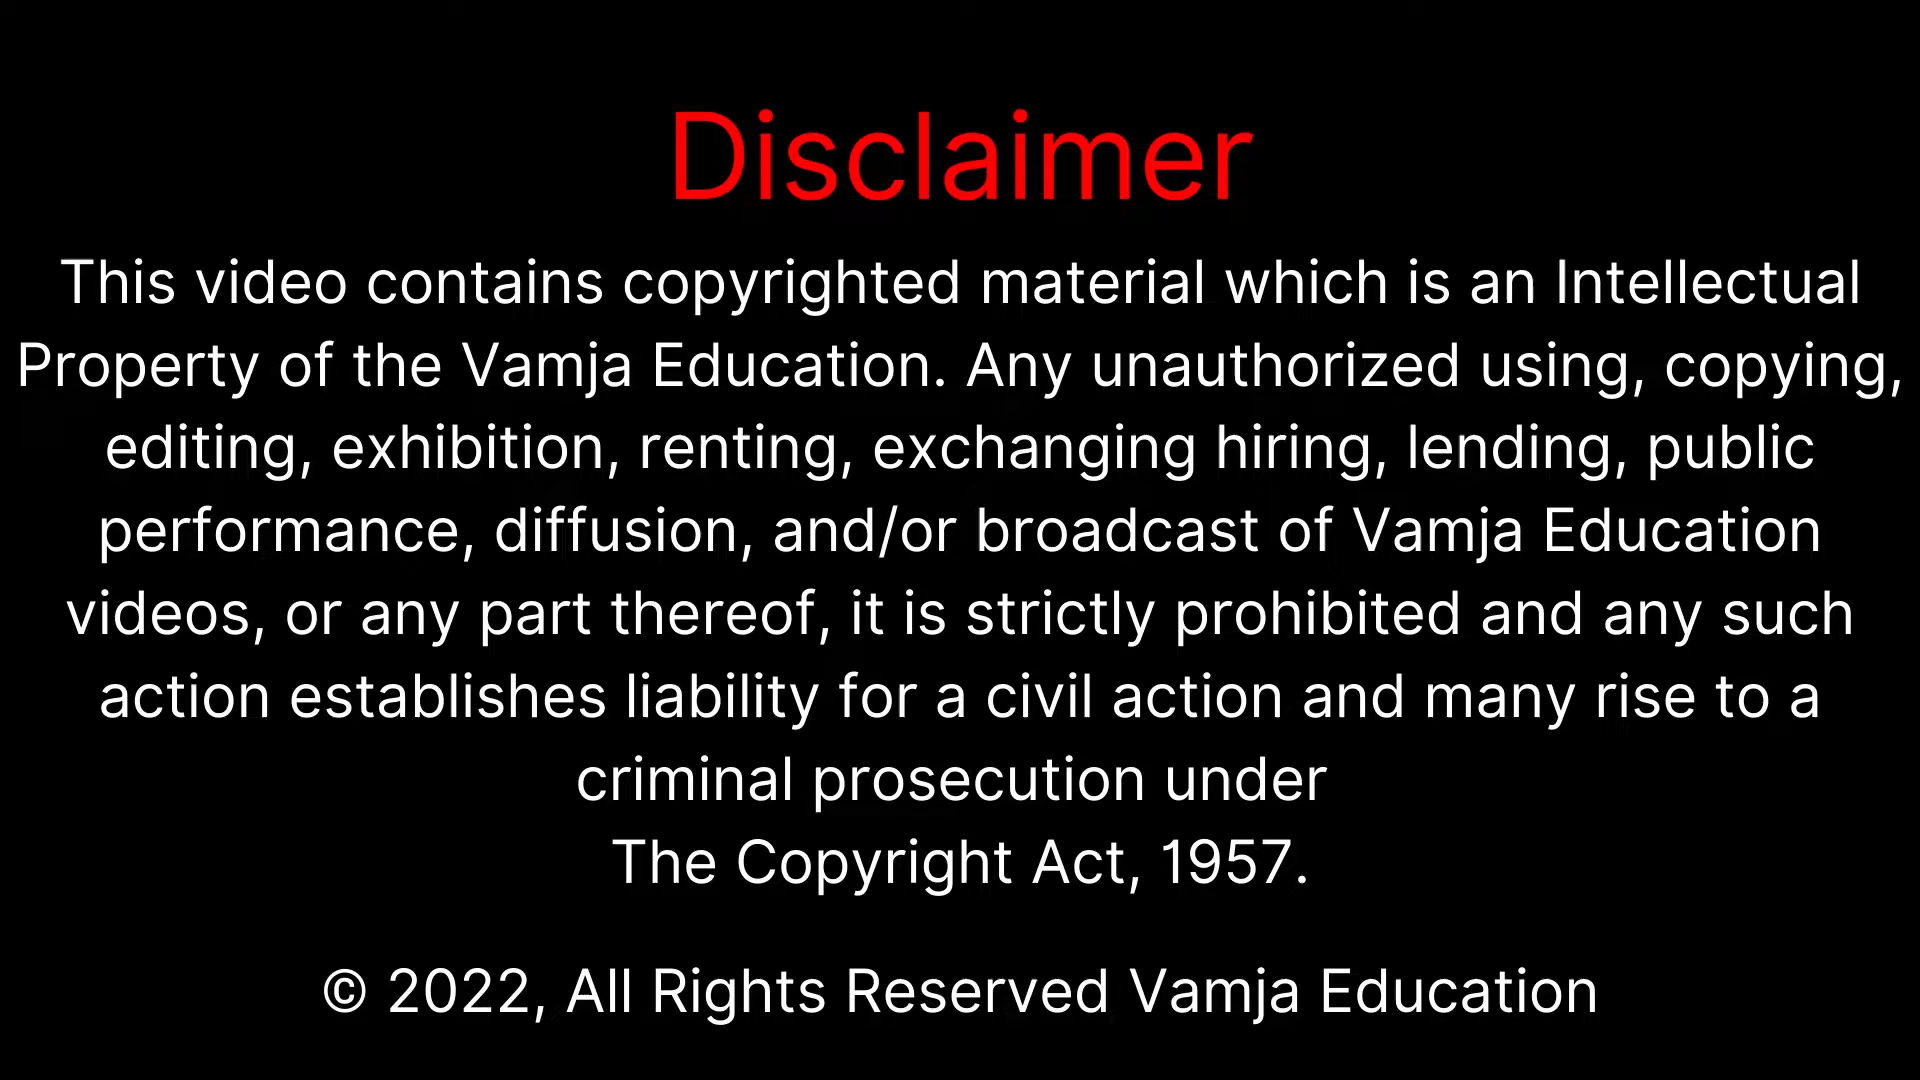 Disclaimer
This video contains copyrighted material which is an Intellectual
Property of the Vamja Education. Any unauthorized using, copying,
editing, exhibition, renting, exchanging hiring, lending, public
performance, diffusion, and/or broadcast of Vamja Education
videos, or any part thereof, it is strictly prohibited and any such
action establishes liability for a civil action and many rise to a
criminal prosecution under
The Copyright Act, 1957.
© 2022, All Rights Reserved Vamja Education